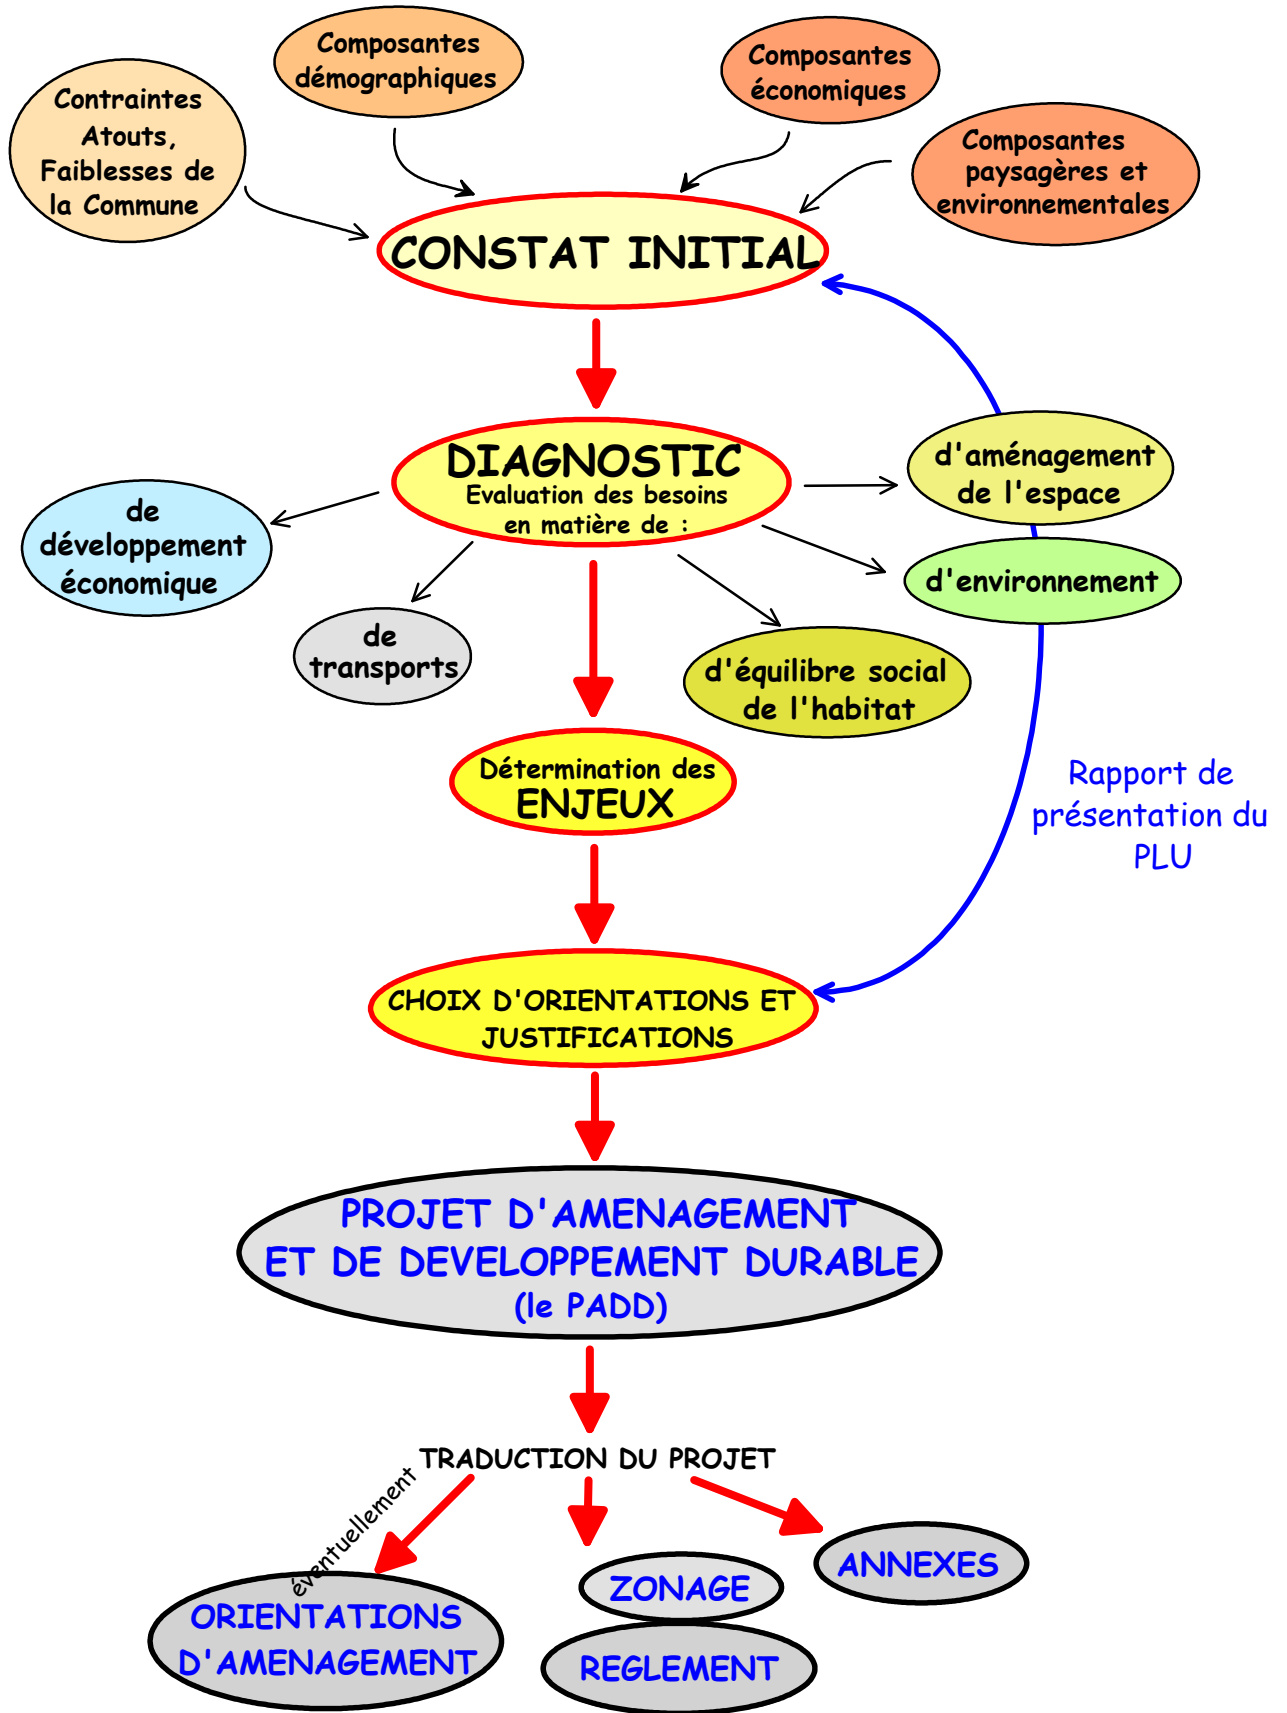 Composantes
démographiques
Composantes
économiques
Contraintes
Atouts,
Faiblesses de
la Commune
Composantes
paysagères et
environnementales
CONSTAT INITIAL
DIAGNOSTIC
Evaluation des besoins
en matière de :
d'aménagement
de l'espace
de
développement
économique
d'environnement
de
transports
d'équilibre social
de l'habitat
Détermination des
ENJEUX
Rapport de
présentation du
PLU
CHOIX D'ORIENTATIONS ET
JUSTIFICATIONS
PROJET D'AMENAGEMENT
ET DE DEVELOPPEMENT DURABLE
(le PADD)
TRADUCTION DU PROJET
éventuellement
ORIENTATIONS
D'AMENAGEMENT
ZONAGE
REGLEMENT
ANNEXES